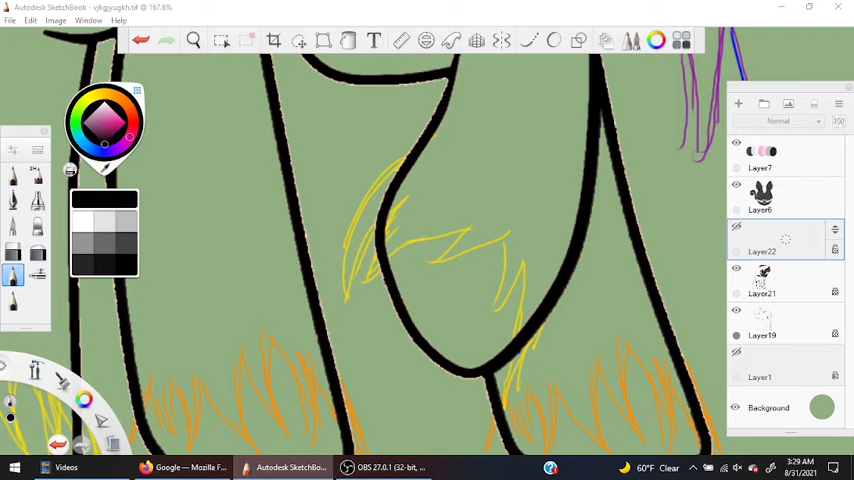 Autodesk SketchBook - vjkgjyugkh.tif @ 167.6%
File Edit Image Window Help
T
Normal
100
Layer7
Layer6
Layer22
Layer21
Layer19
Layer1
Background
2H
Videos
Google — Mozilla F...
Autodesk SketchBo...
OBS 27.0.1 (32-bit, ...
60°F Clear
3:29 AM
8/31/2021